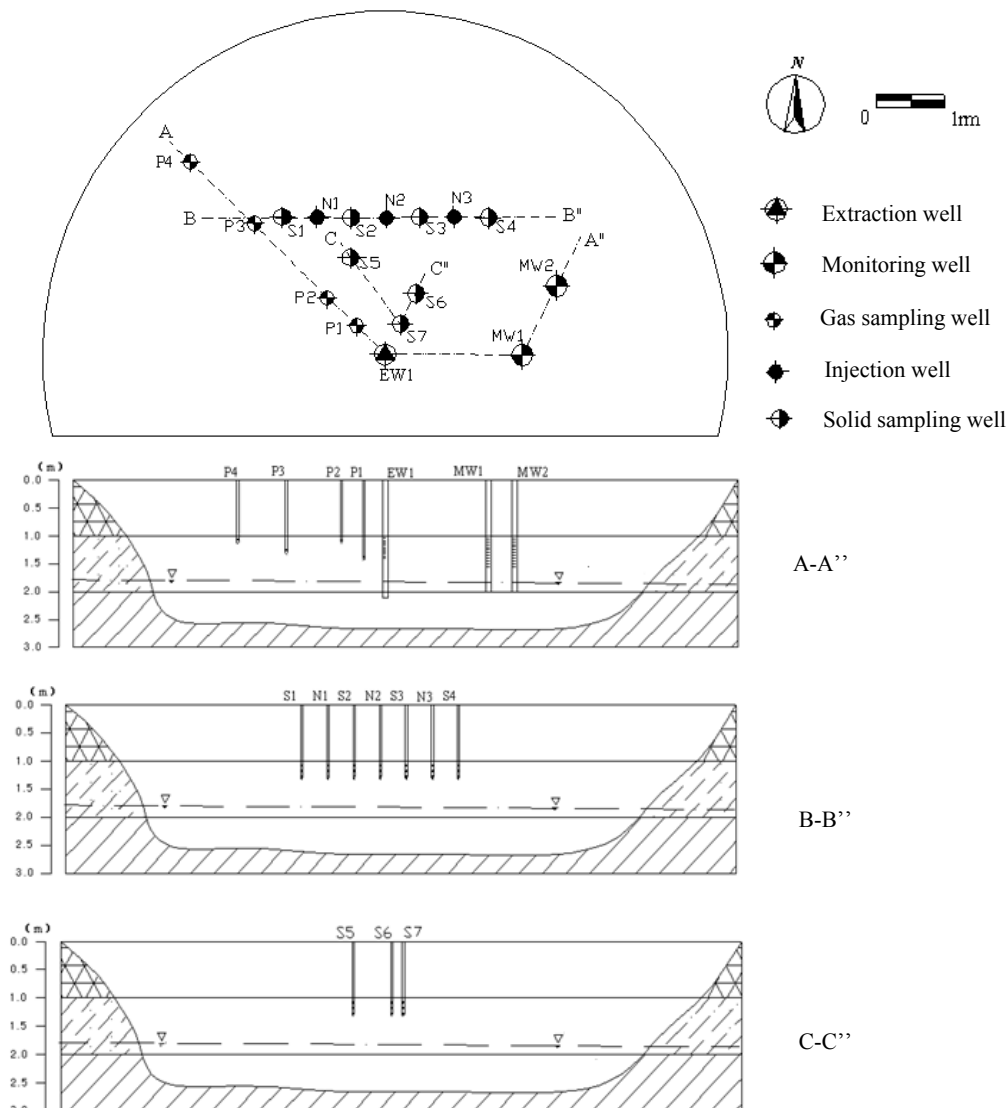 N
0 1m
A
P4
N1 N2 N3
B P3 S1 S2 S3 S4 B"
C A"
S5 C" MW2
P2 S6
P1 S7 MW1
EW1
Extraction well
Monitoring well
Gas sampling well
Injection well
Solid sampling well
(m)
P4 P3 P2 P1 EW1 MW1 MW2
0.0
0.5
1.0
1.5
2.0
2.5
3.0
A-A’’
(m)
S1 N1 S2 N2 S3 N3 S4
0.0
0.5
1.0
1.5
2.0
2.5
3.0
B-B’’
(m)
S5 S6 S7
0.0
0.5
1.0
1.5
2.0
2.5
C-C’’